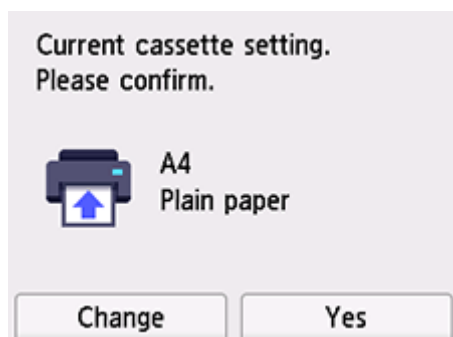 Current cassette setting.
Please confirm.
A4
Plain paper
Change
Yes